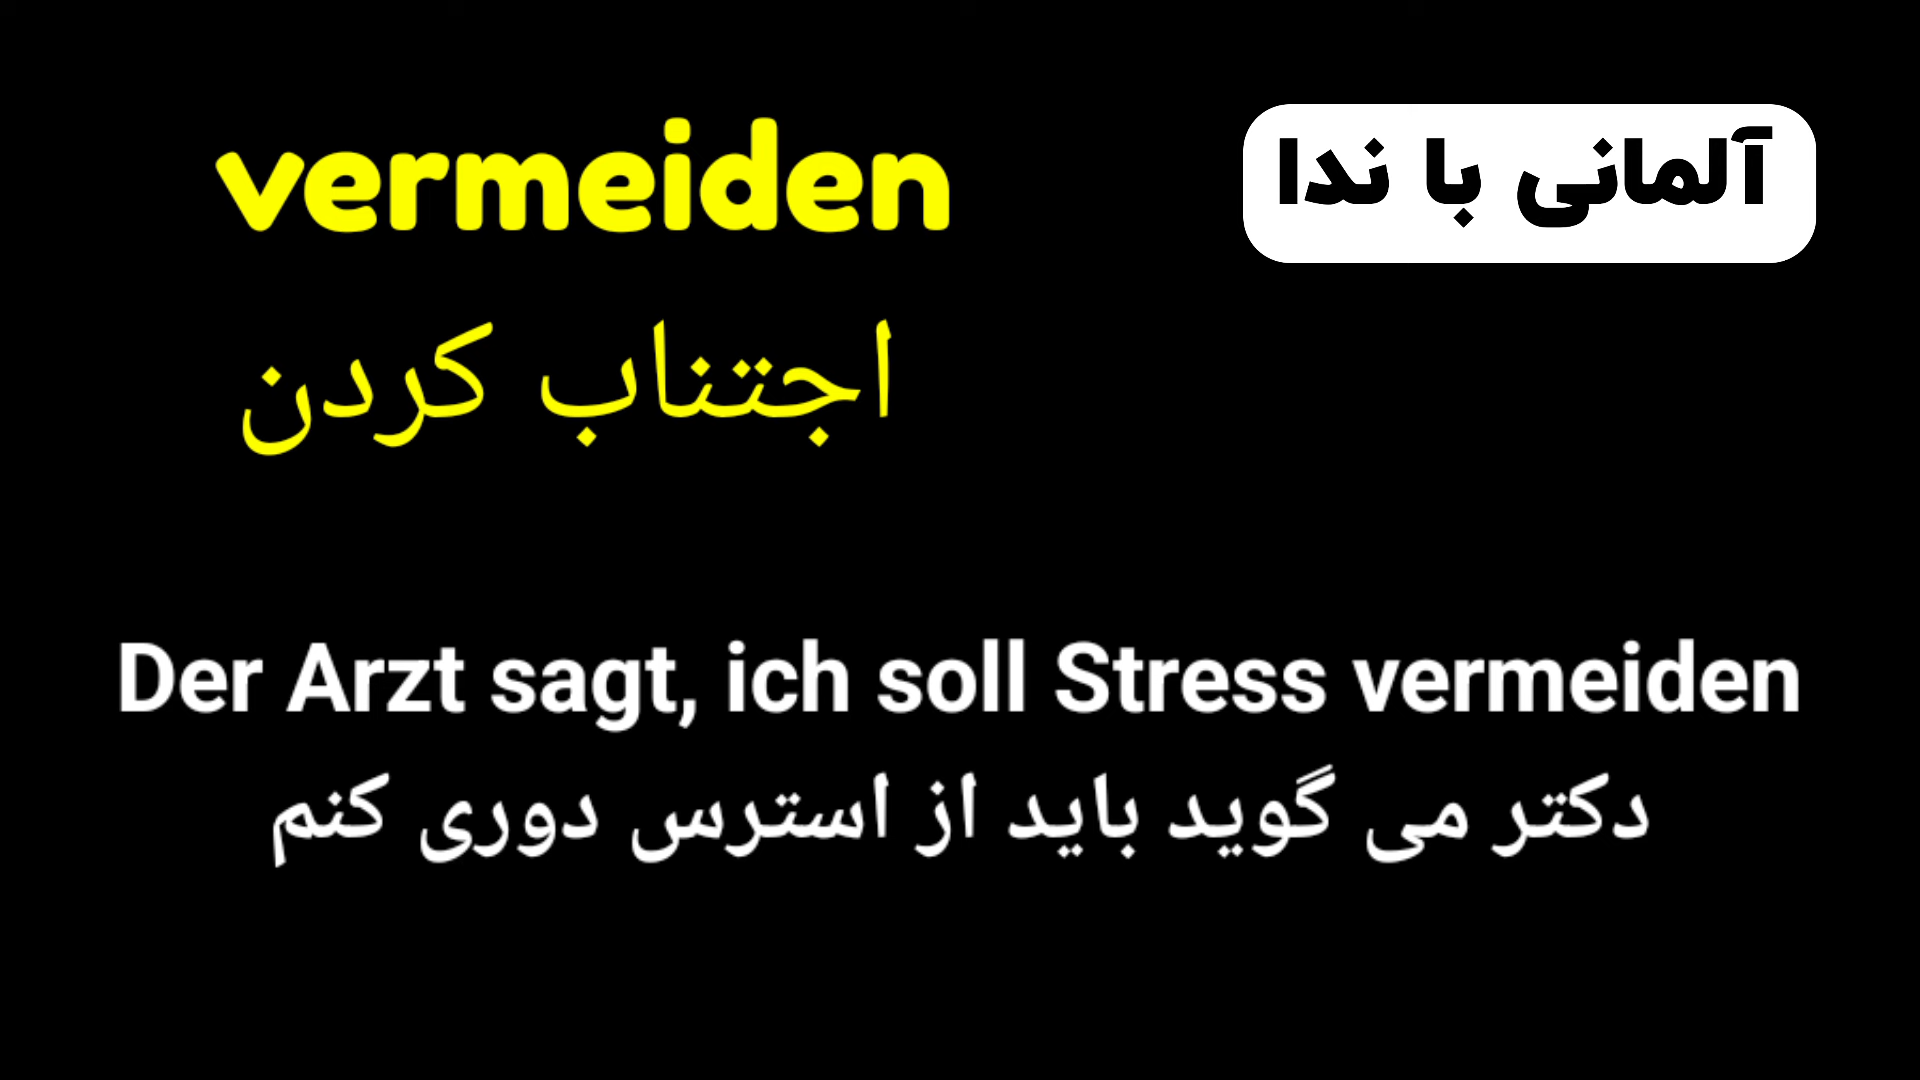 vermeiden
آلمانی با ندا
اجتناب کردن
Der Arzt sagt, ich soll Stress vermeiden
دکتر می گوید باید از استرس دوری کنم